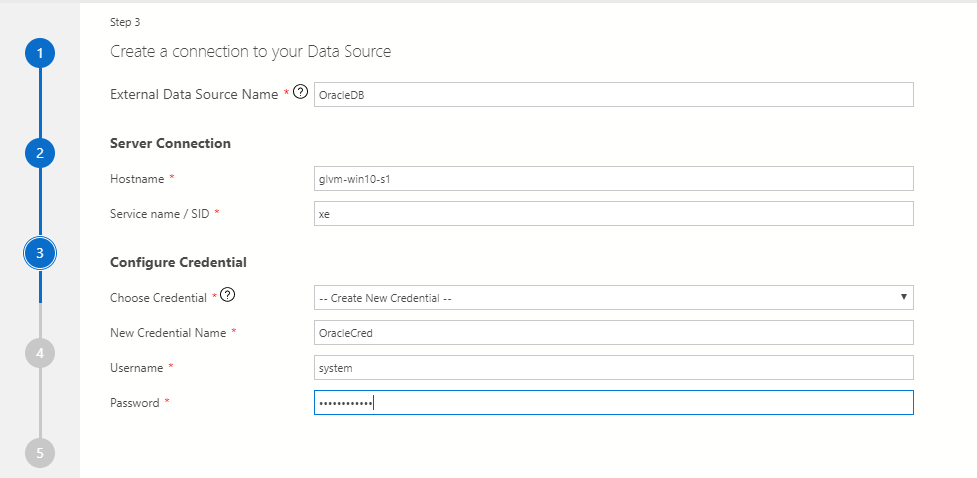 Step 3
Create a connection to your Data Source
External Data Source Name * ? OracleDB
Server Connection
Hostname * glvm-win10-s1
Service name / SID * xe
Configure Credential
Choose Credential * ? -- Create New Credential --
New Credential Name * OracleCred
Username * system
Password * ••••••••••••
1
2
3
4
5